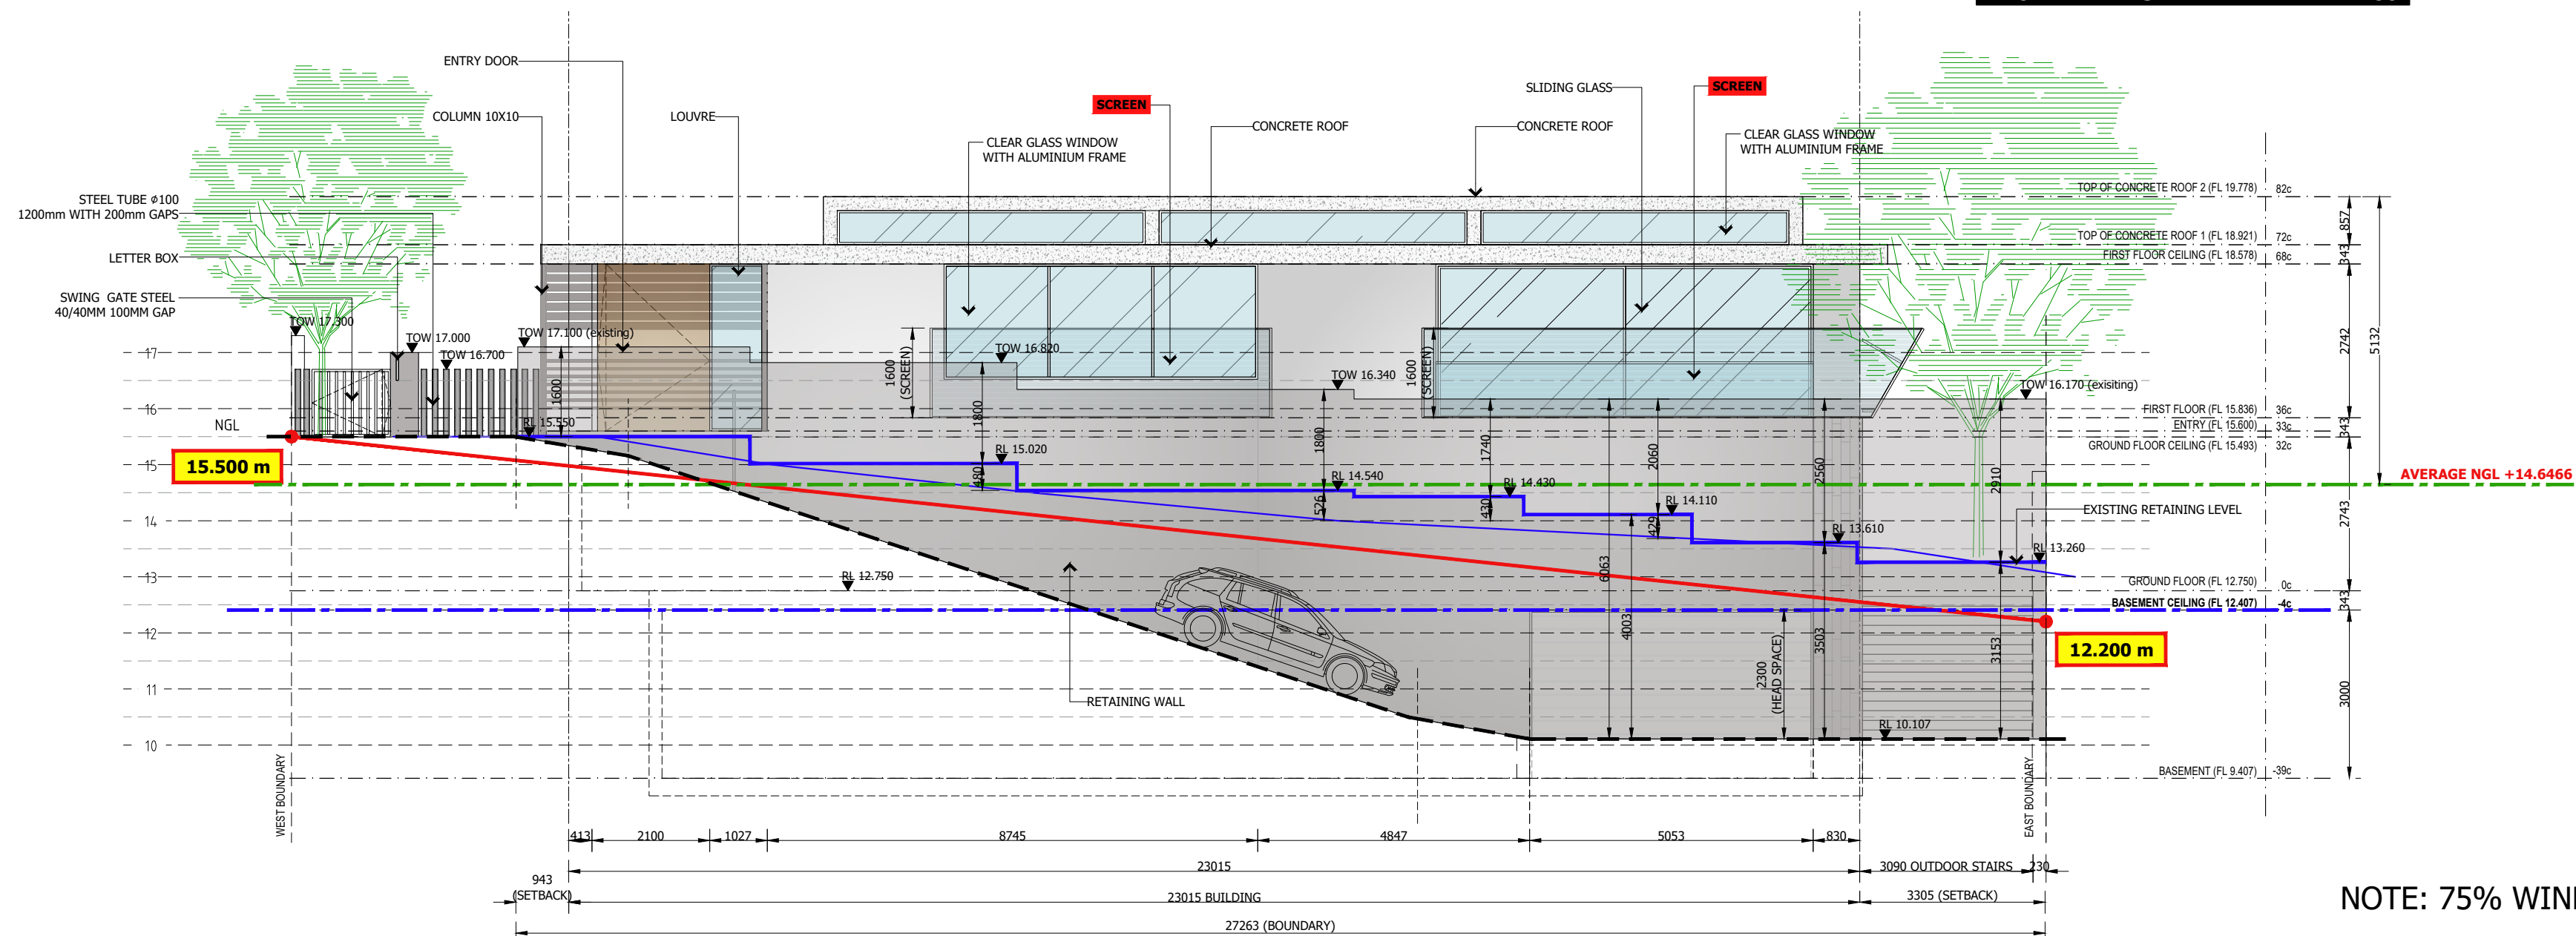 ENTRY DOOR
COLUMN 10X10
LOUVRE
SCREEN
CLEAR GLASS WINDOW
WITH ALUMINIUM FRAME
CONCRETE ROOF
SLIDING GLASS
SCREEN
CONCRETE ROOF
CLEAR GLASS WINDOW
WITH ALUMINIUM FRAME
STEEL TUBE ø100
1200mm WITH 200mm GAPS
LETTER BOX
SWING GATE STEEL
40/40MM 100MM GAP
TOW 17.300
TOW 17.000
TOW 16.700
TOW 17.100 (existing)
TOW 16.820
TOW 16.340
TOW 16.170 (exisiting)
TOP OF CONCRETE ROOF 2 (FL 19.778) 82c
TOP OF CONCRETE ROOF 1 (FL 18.921) 72c
FIRST FLOOR CEILING (FL 18.578) 68c
FIRST FLOOR (FL 15.836) 36c
ENTRY (FL 15.600) 33c
GROUND FLOOR CEILING (FL 15.493) 32c
GROUND FLOOR (FL 12.750) 0c
BASEMENT CEILING (FL 12.407) -4c
BASEMENT (FL 9.407) -39c
857
343
2742
5132
343
2743
343
3000
AVERAGE NGL +14.6466
EXISTING RETAINING LEVEL
17
16
NGL
15
14
13
12
11
10
15.500 m
12.200 m
RL 15.550
RL 15.020
RL 14.540
RL 14.430
RL 14.110
RL 13.610
RL 13.260
RL 12.750
RL 10.107
1600
1600
(SCREEN)
1800
480
1800
526
1600
(SCREEN)
1740
430
2060
429
2560
2910
6063
4003
2300
(HEAD SPACE)
3503
3153
RETAINING WALL
WEST BOUNDARY
EAST BOUNDARY
413
2100
1027
8745
4847
5053
830
23015
3090 OUTDOOR STAIRS
230
943
(SETBACK)
23015 BUILDING
3305 (SETBACK)
27263 (BOUNDARY)
NOTE: 75%